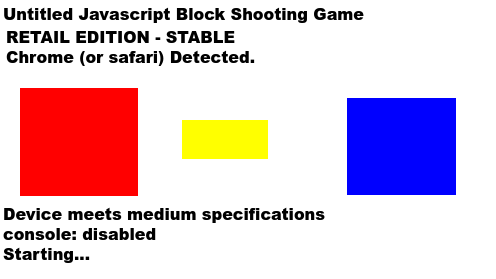 Untitled Javascript Block Shooting Game
RETAIL EDITION - STABLE
Chrome (or safari) Detected.
Device meets medium specifications
console: disabled
Starting...